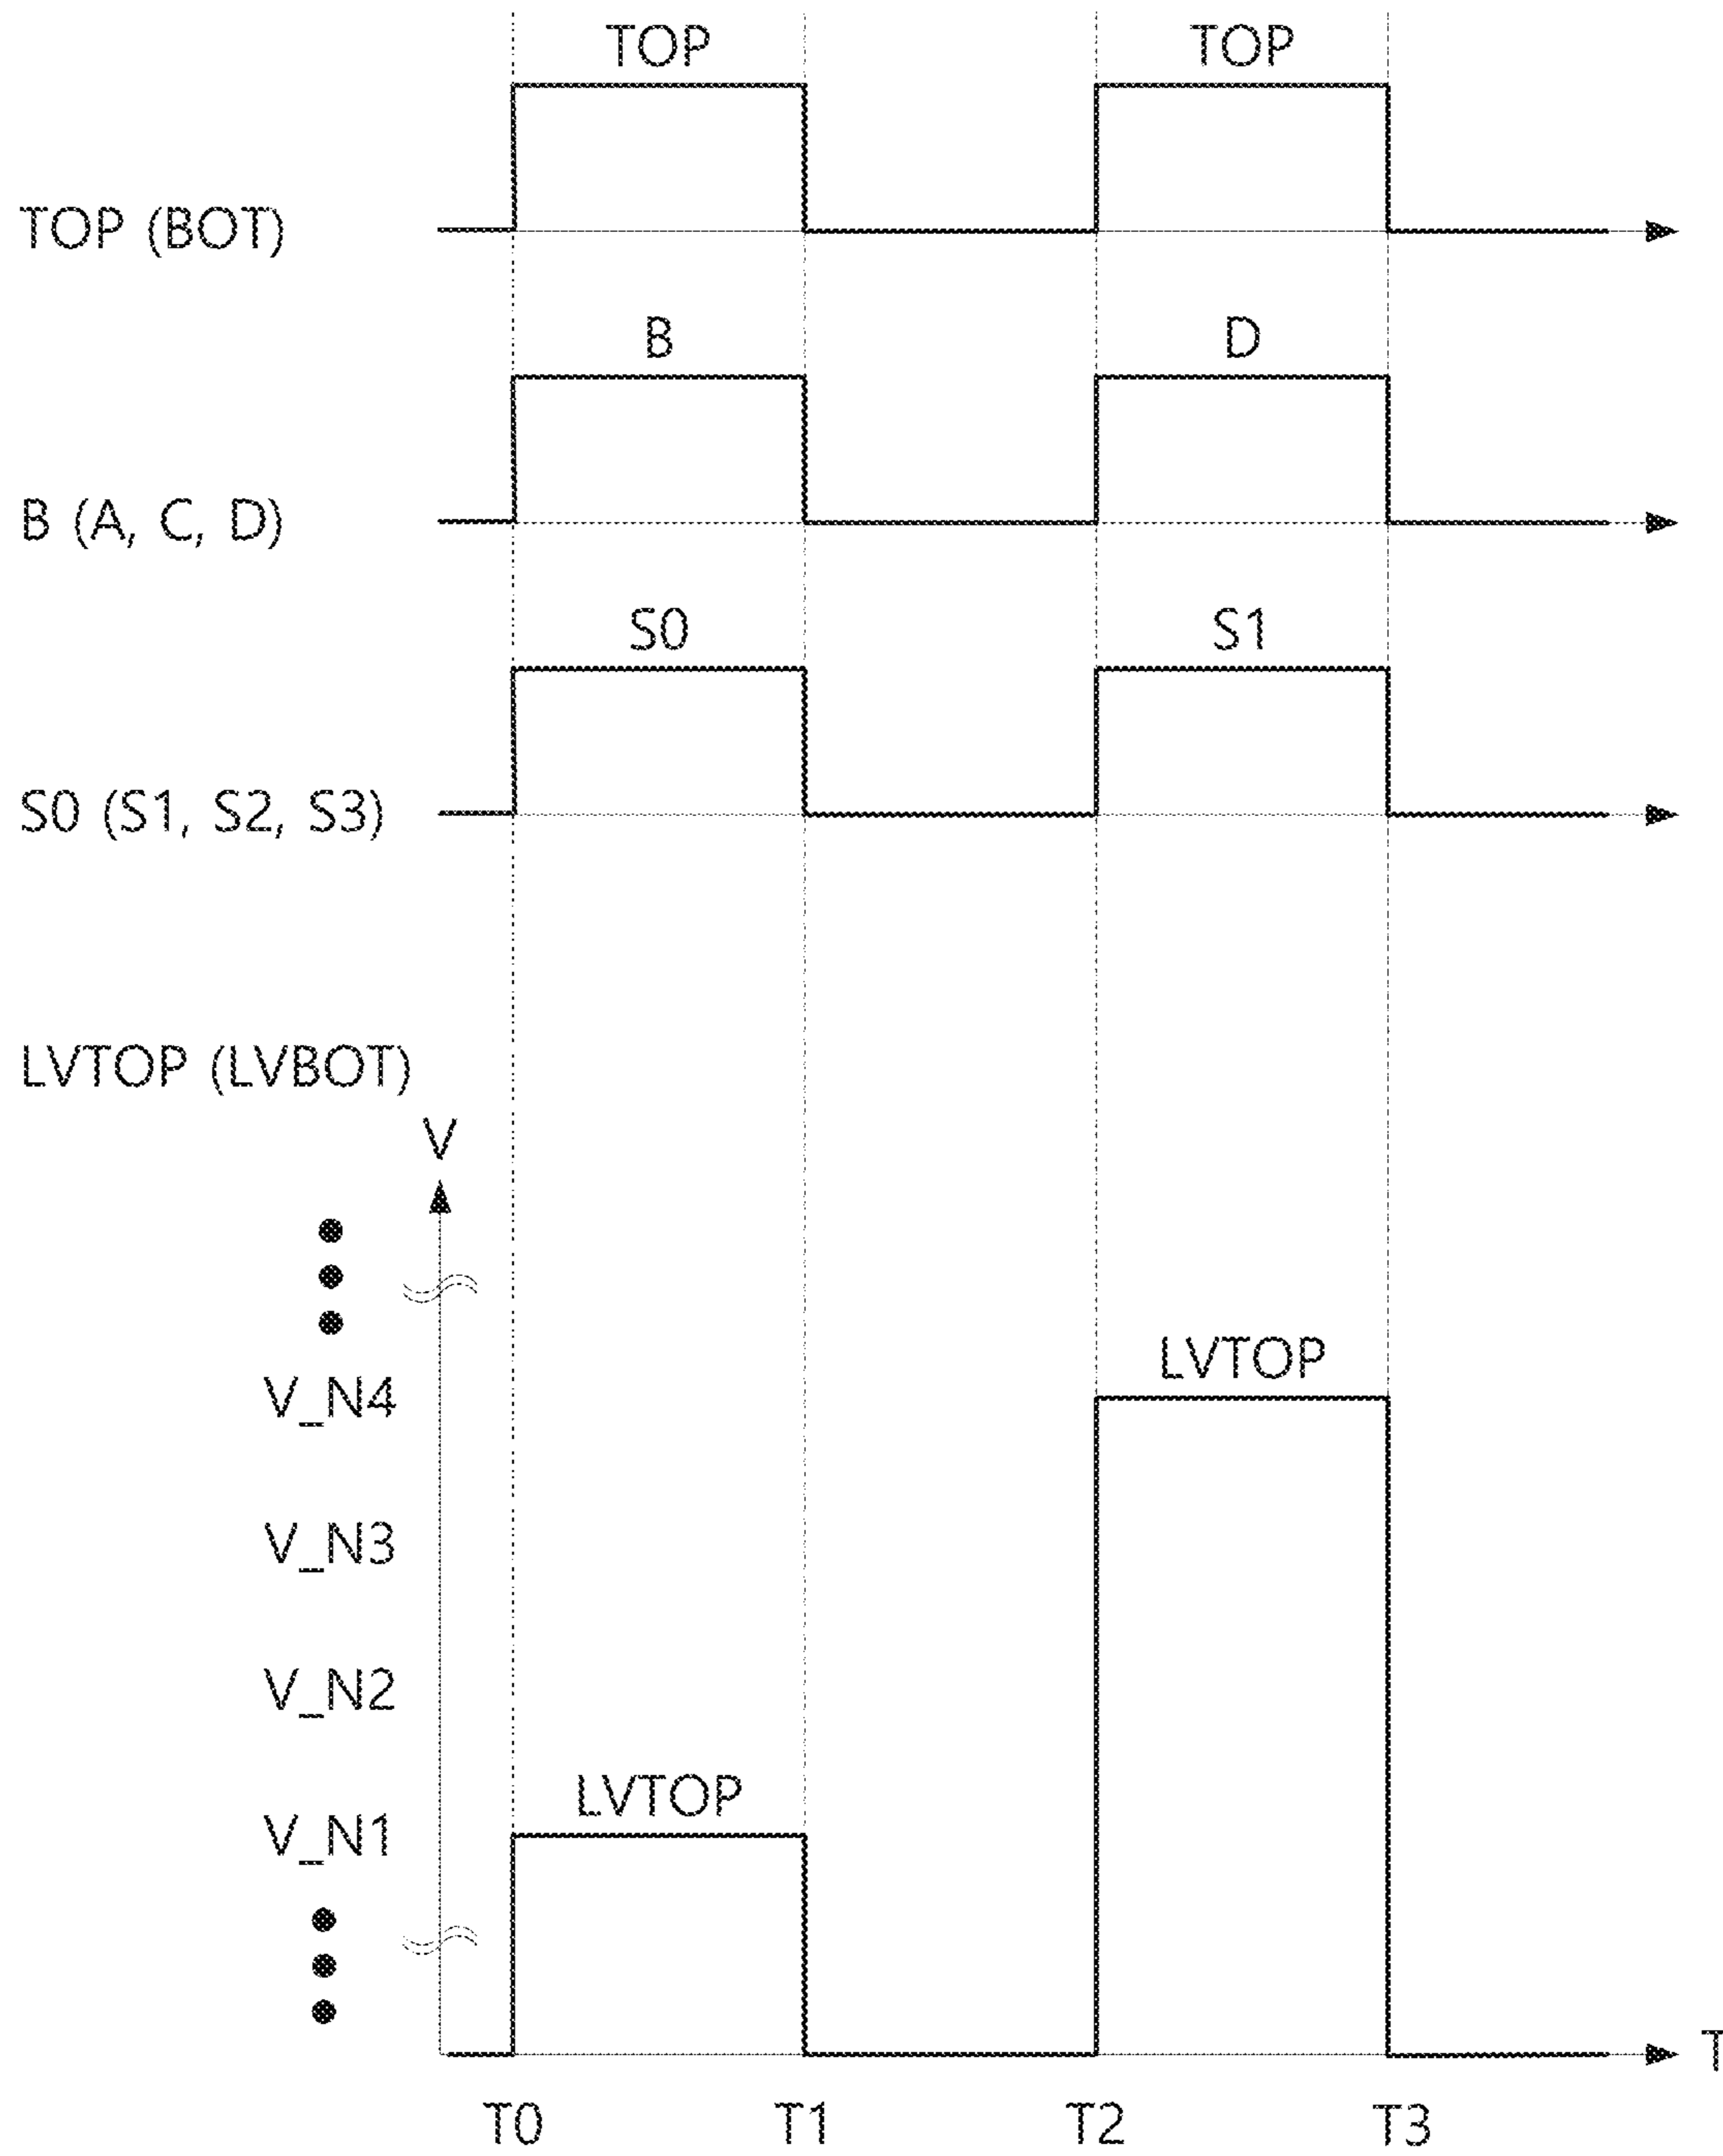 TOP TOP
TOP (BOT)
B D
B (A, C, D)
S0 S1
S0 (S1, S2, S3)
LVTOP (LVBOT)
V
LVTOP
V_N4
V_N3
V_N2
LVTOP
V_N1
T
T0 T1 T2 T3